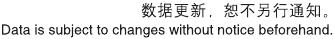 数据更新，恕不另行通知。
Data is subject to changes without notice beforehand.